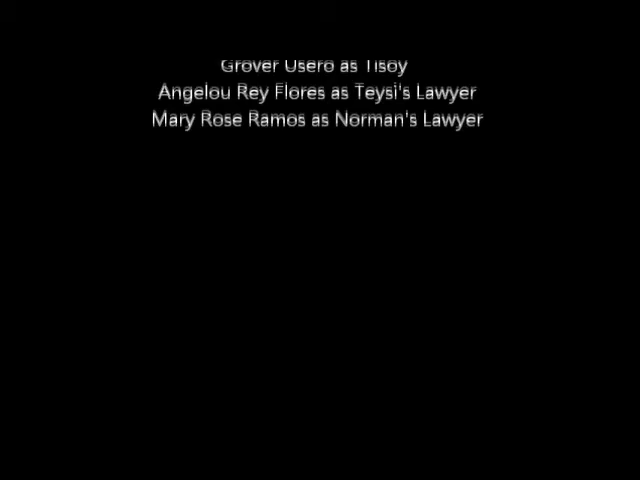 Grover Usero as Tisoy
Angelou Rey Flores as Teysi's Lawyer
Mary Rose Ramos as Norman's Lawyer